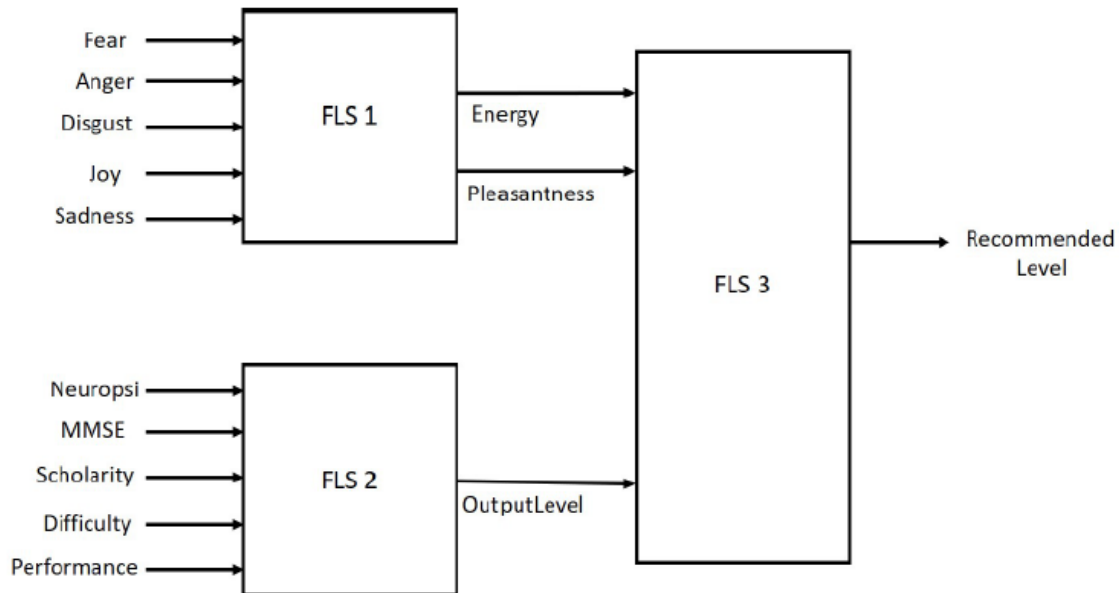 Fear
Anger
Disgust
Joy
Sadness
FLS 1
Energy
Pleasantness
Neuropsi
MMSE
Scholarity
Difficulty
Performance
FLS 2
OutputLevel
FLS 3
Recommended
Level